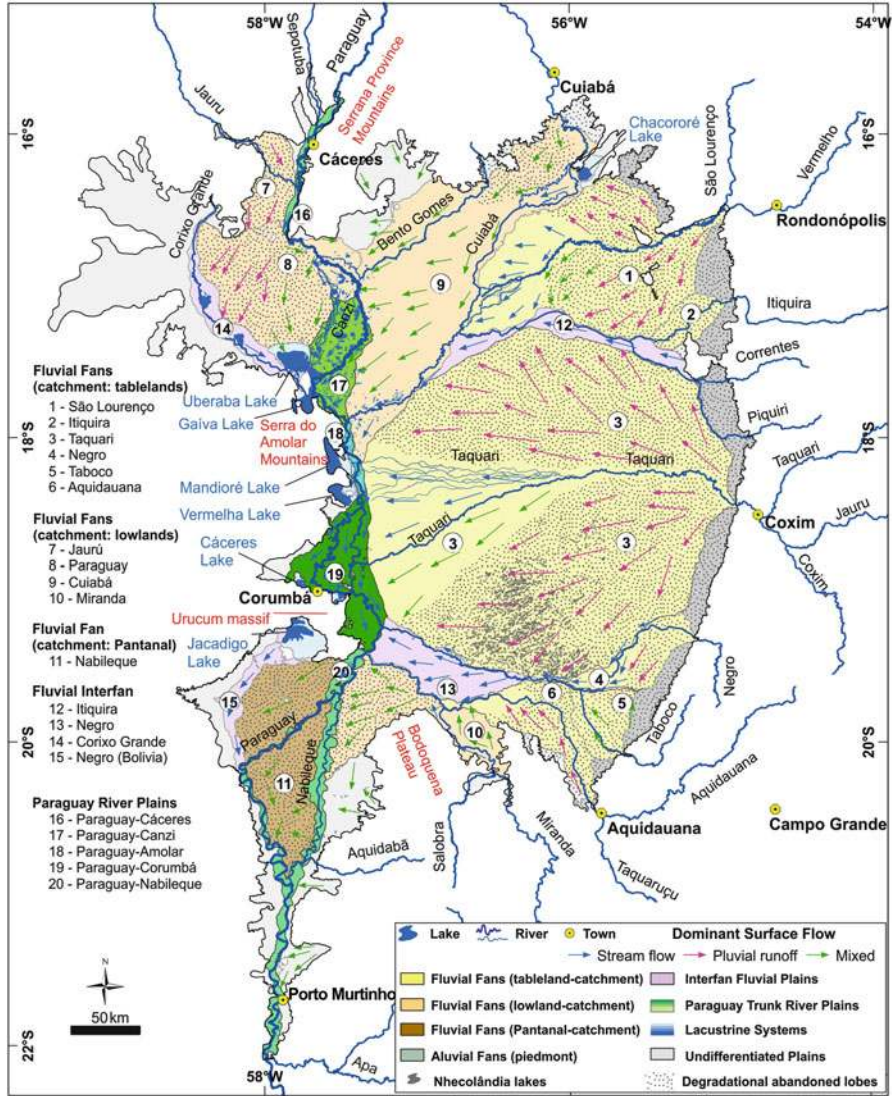 58°W
56°W
54°W
Sepotuba
Paraguay
Jauru
Serrana Province
Mountains
Cuiabá
Chacororé
Lake
16°S
16°S
Cáceres
São Lourenço
Vermelho
Rondonópolis
Corixo Grande
7
16
Bento Gomes
Cuiabá
8
9
1
2
Itiquira
Canzi
12
Correntes
14
17
Piquiri
Uberaba Lake
Gaíva Lake
Serra do
Amolar
Mountains
18
3
18°S
18°S
Taquari
Taquari
Taquari
Mandioré Lake
Vermelha Lake
Coxim
Jauru
Taquari
Cáceres
Lake
3
3
Coxim
19
Corumbá
Urucum massif
Jacadigo
Lake
20
4
Negro
15
13
6
5
Taboco
20°S
20°S
Paraguay
Nabileque
Bodoquena
Plateau
10
11
Aquidauana
Aquidauana
Campo Grande
Salobra
Miranda
Aquidabã
Taquaruçu
Fluvial Fans
(catchment: tablelands)
1 - São Lourenço
2 - Itiquira
3 - Taquari
4 - Negro
5 - Taboco
6 - Aquidauana
Fluvial Fans
(catchment: lowlands)
7 - Jaurú
8 - Paraguay
9 - Cuiabá
10 - Miranda
Fluvial Fan
(catchment: Pantanal)
11 - Nabileque
Fluvial Interfan
12 - Itiquira
13 - Negro
14 - Corixo Grande
15 - Negro (Bolivia)
Paraguay River Plains
16 - Paraguay-Cáceres
17 - Paraguay-Canzi
18 - Paraguay-Amolar
19 - Paraguay-Corumbá
20 - Paraguay-Nabileque
N
50 km
Porto Murtinho
22°S
58°W
Apa
Lake
River
Town
Dominant Surface Flow
Stream flow
Pluvial runoff
Mixed
Fluvial Fans (tableland-catchment)
Interfan Fluvial Plains
Fluvial Fans (lowland-catchment)
Paraguay Trunk River Plains
Fluvial Fans (Pantanal-catchment)
Lacustrine Systems
Aluvial Fans (piedmont)
Undifferentiated Plains
Nhecolândia lakes
Degradational abandoned lobes